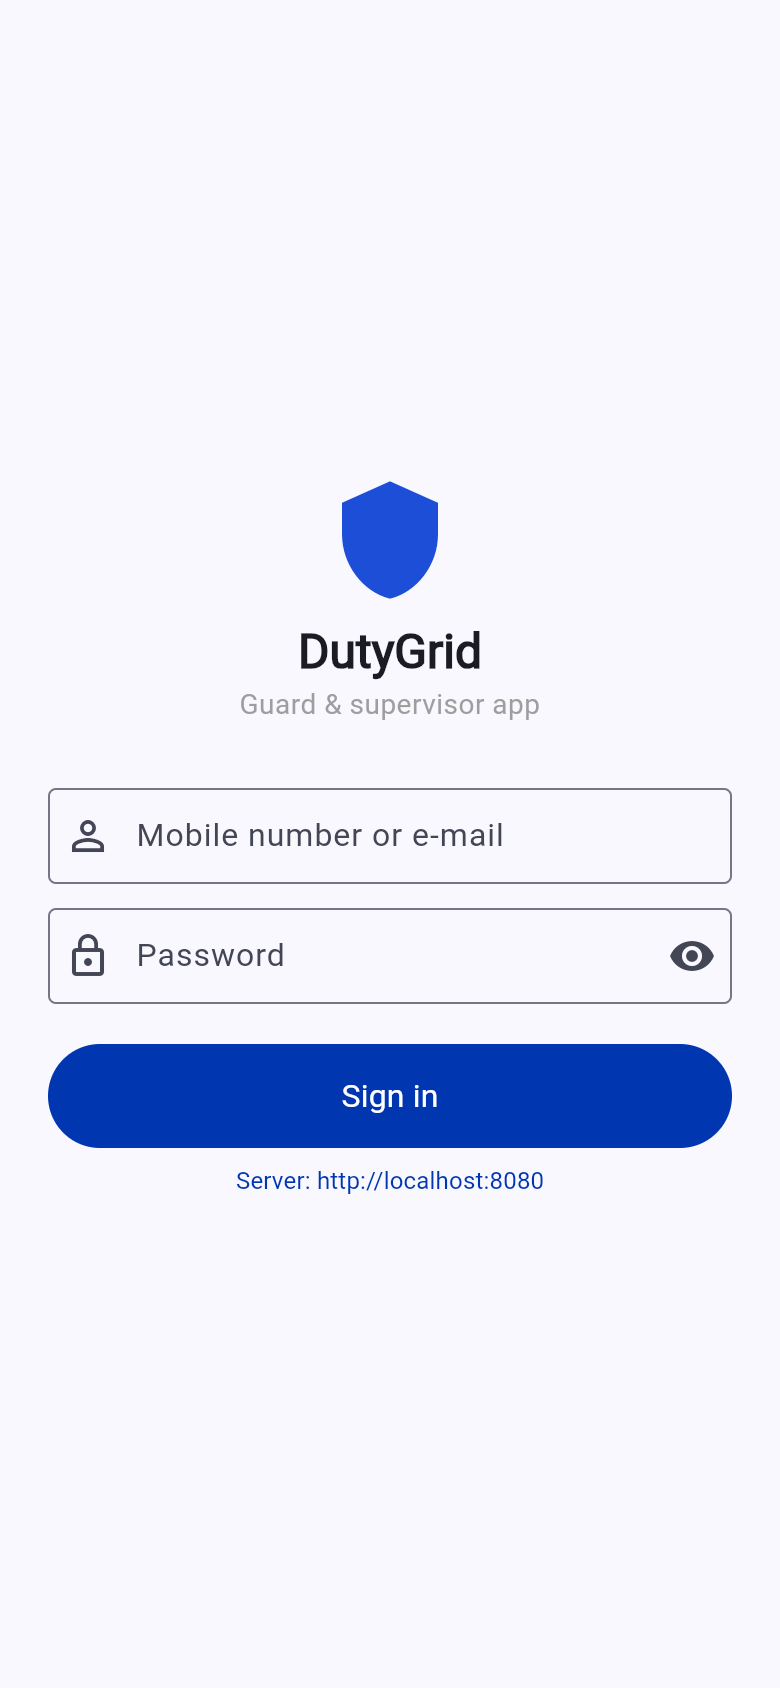 DutyGrid
Guard & supervisor app
Mobile number or e-mail
Password
Sign in
Server: http://localhost:8080